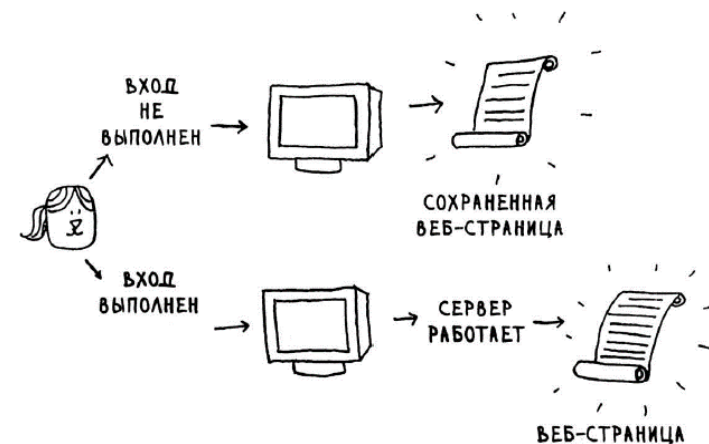 ВХОД
НЕ
ВЫПОЛНЕН
СОХРАНЕННАЯ
ВЕБ-СТРАНИЦА
ВХОД
ВЫПОЛНЕН
СЕРВЕР
РАБОТАЕТ
ВЕБ-СТРАНИЦА